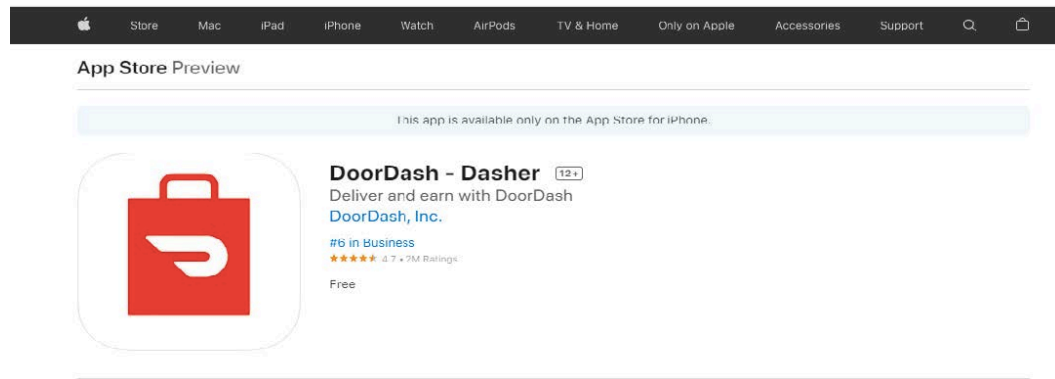 Store Mac iPad iPhone Watch AirPods TV & Home Only on Apple Accessories Support
App Store Preview
This app is available only on the App Store for iPhone.
DoorDash - Dasher 12+
Deliver and earn with DoorDash
DoorDash, Inc.
#6 in Business
4.7 • 2M Ratings
Free